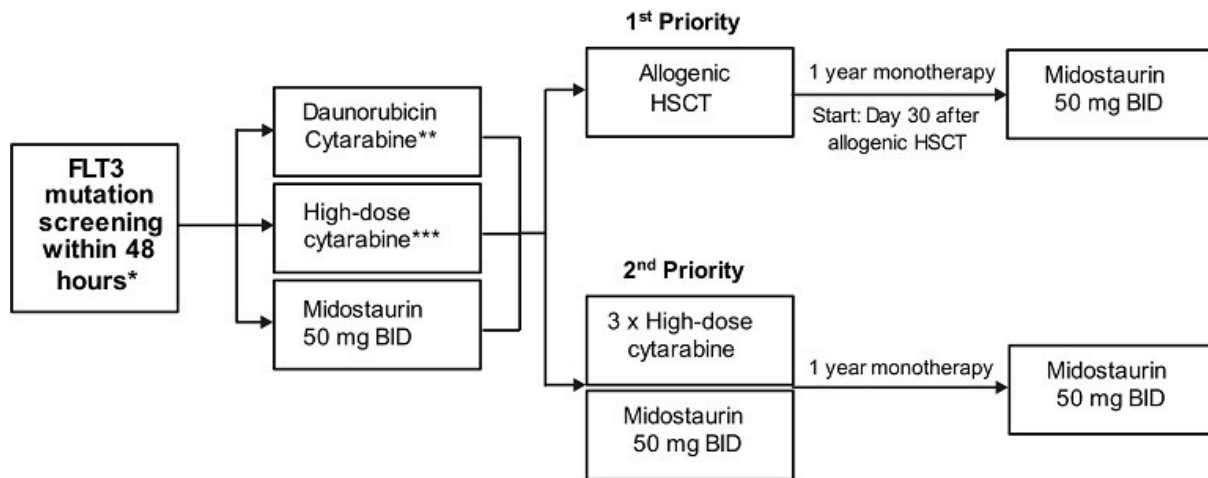 FLT3
mutation
screening
within 48
hours*
Daunorubicin
Cytarabine**
High-dose
cytarabine***
Midostaurin
50 mg BID
1st Priority
Allogenic
HSCT
1 year monotherapy
Start: Day 30 after
allogenic HSCT
Midostaurin
50 mg BID
2nd Priority
3 x High-dose
cytarabine
Midostaurin
50 mg BID
1 year monotherapy
Midostaurin
50 mg BID